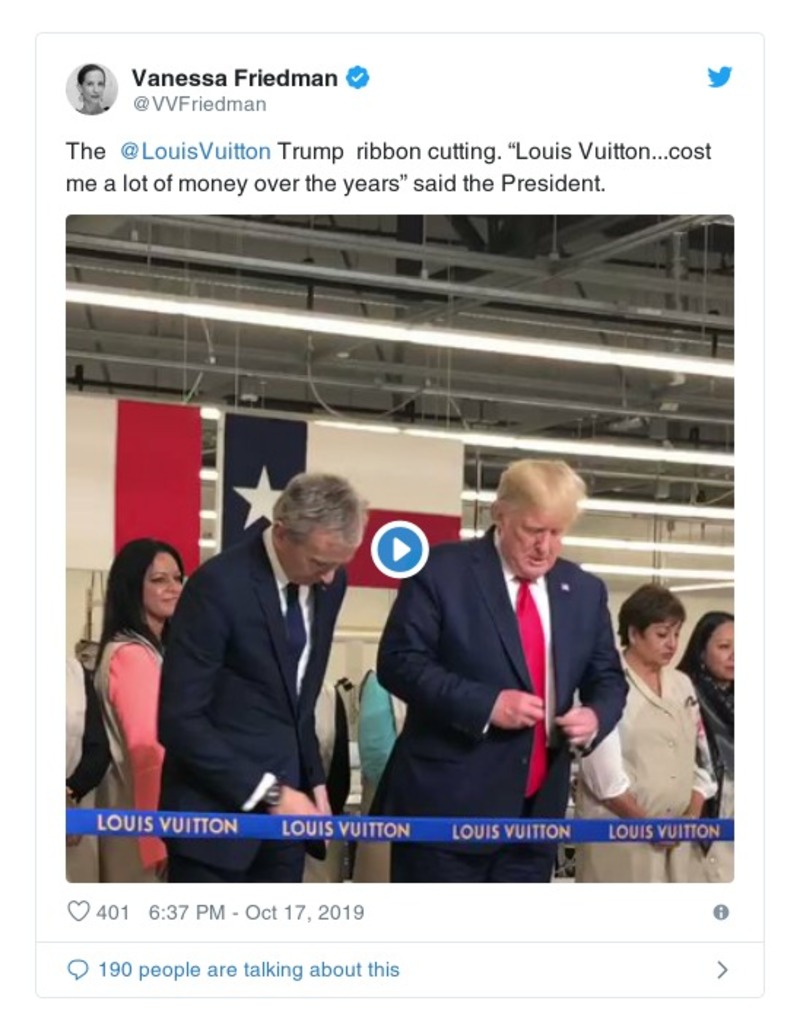 Vanessa Friedman
@VVFriedman
The @LouisVuitton Trump ribbon cutting. “Louis Vuitton...cost
me a lot of money over the years” said the President.
LOUIS VUITTON LOUIS VUITTON LOUIS VUITTON LOUIS VUITTON
401 6:37 PM - Oct 17, 2019
190 people are talking about this